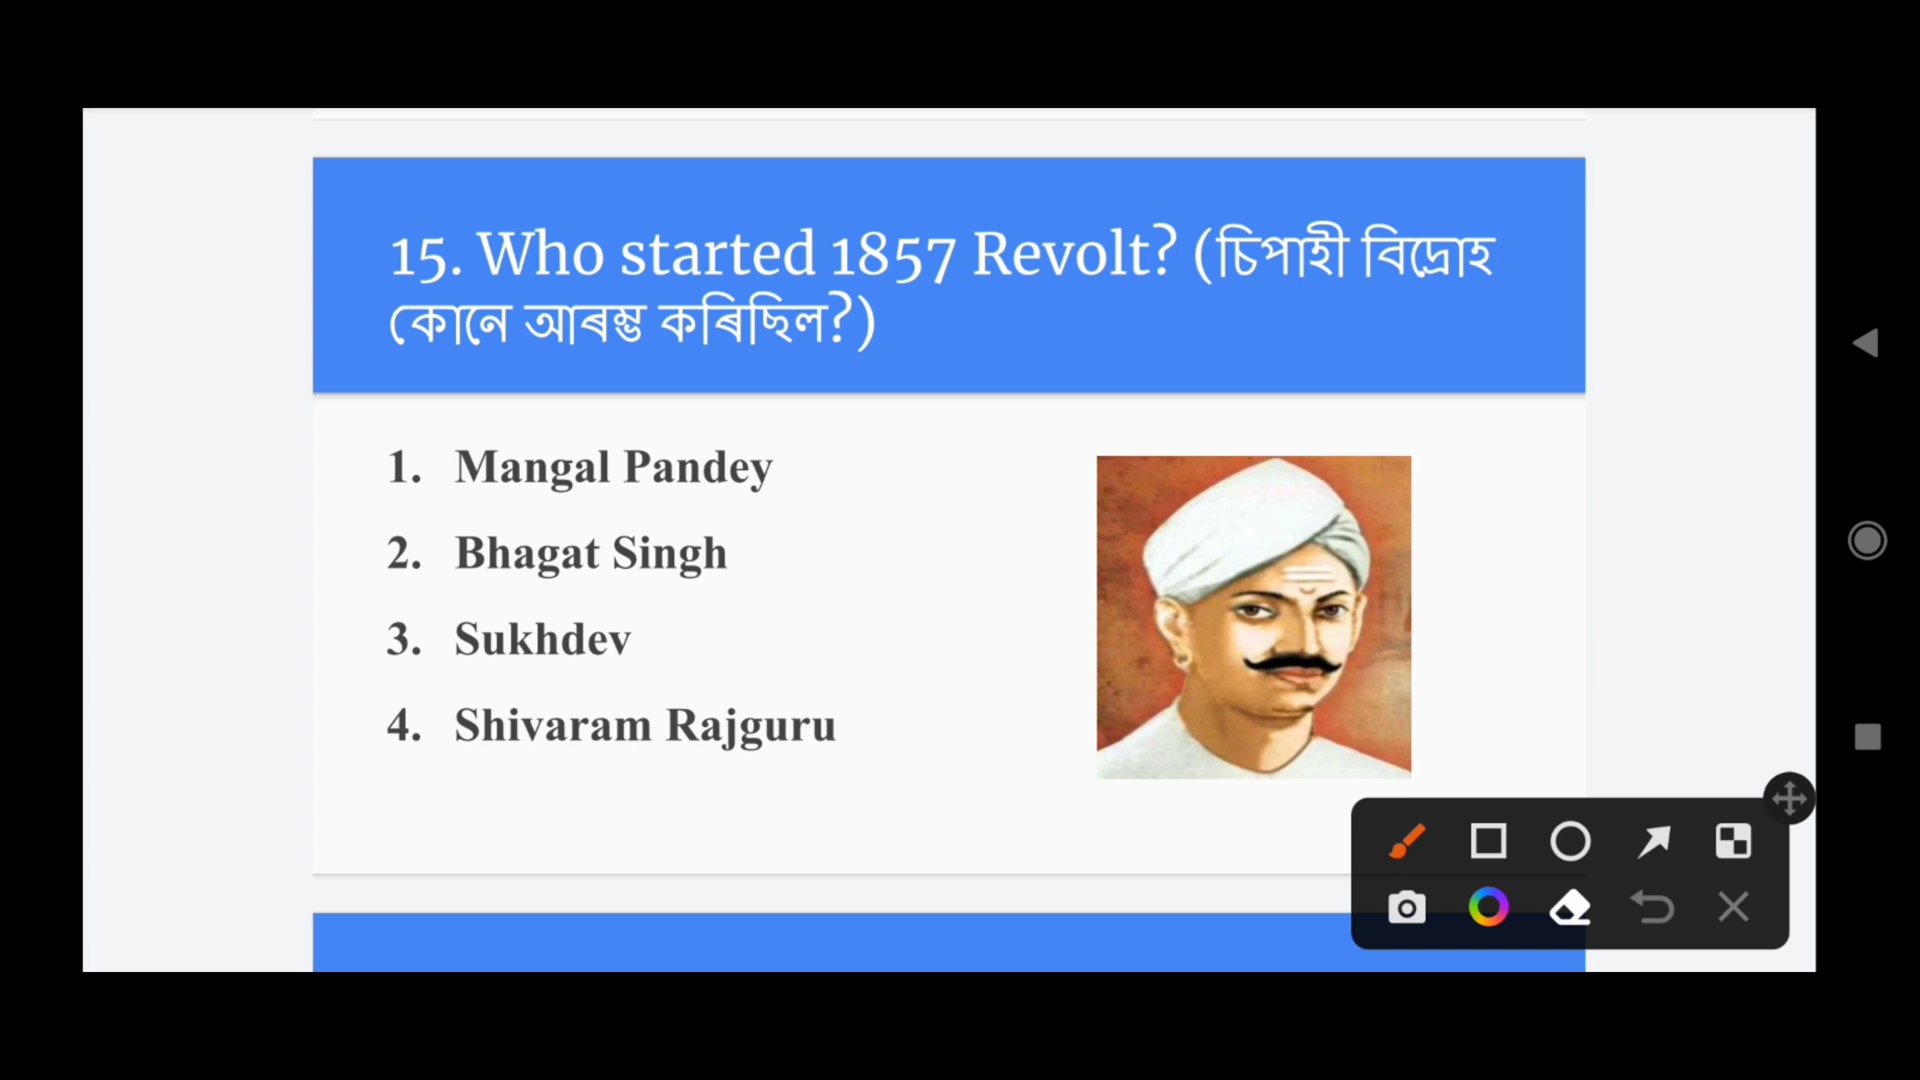 15. Who started 1857 Revolt? (চিপাহী বিদ্ৰোহ
কোনে আৰম্ভ কৰিছিল?)
1. Mangal Pandey
2. Bhagat Singh
3. Sukhdev
4. Shivaram Rajguru